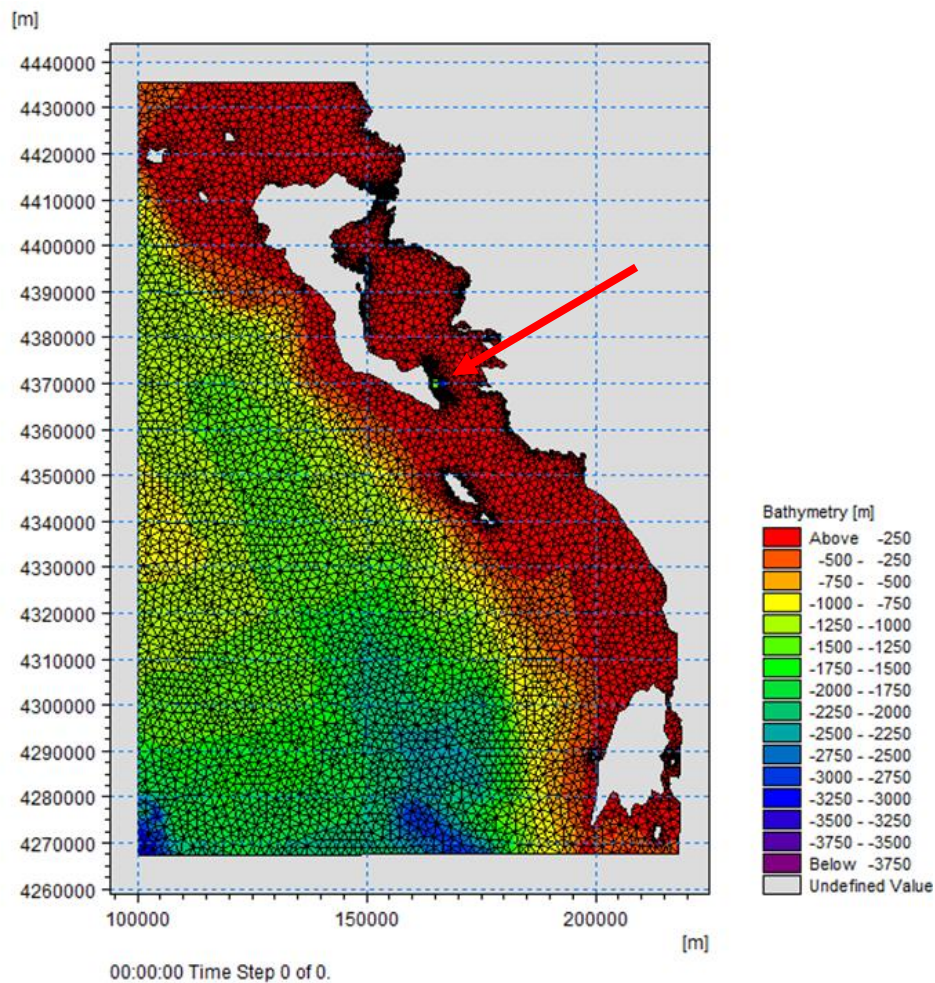 [m]
4440000
4430000
4420000
4410000
4400000
4390000
4380000
4370000
4360000
4350000
4340000
4330000
4320000
4310000
4300000
4290000
4280000
4270000
4260000
100000 150000 200000
[m]
00:00:00 Time Step 0 of 0.
Bathymetry [m]
Above -250
-500 - -250
-750 - -500
-1000 - -750
-1250 - -1000
-1500 - -1250
-1750 - -1500
-2000 - -1750
-2250 - -2000
-2500 - -2250
-2750 - -2500
-3000 - -2750
-3250 - -3000
-3500 - -3250
-3750 - -3500
Below -3750
Undefined Value